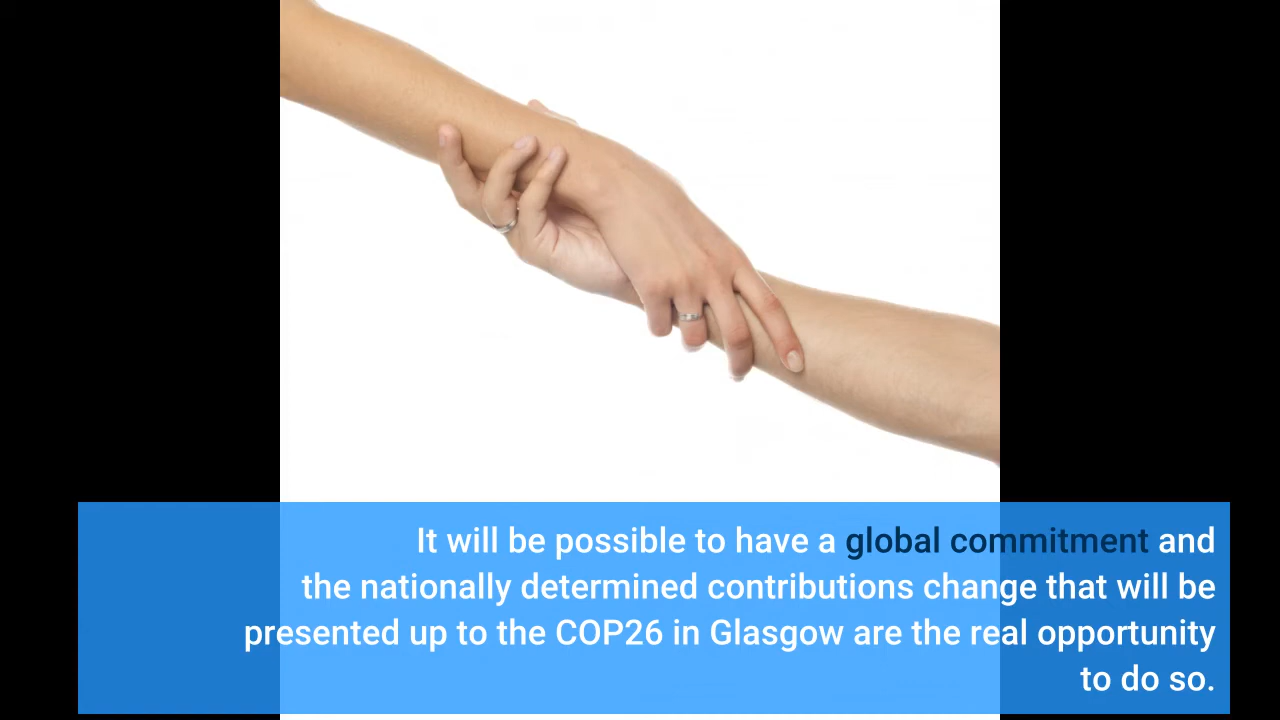 It will be possible to have a global commitment and
the nationally determined contributions change that will be
presented up to the COP26 in Glasgow are the real opportunity
to do so.